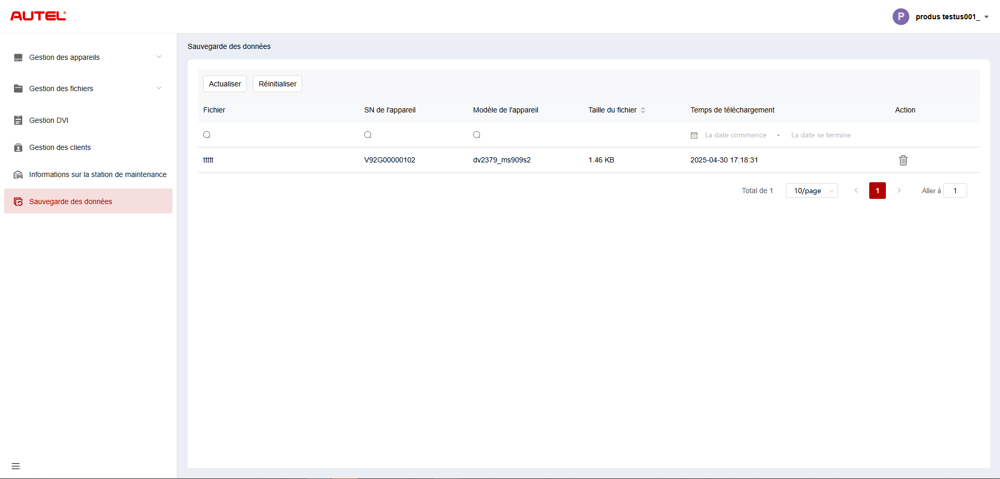 AUTEL®
P
produs testus001_
Gestion des appareils
Gestion des fichiers
Gestion DVI
Gestion des clients
Informations sur la station de maintenance
Sauvegarde des données
Sauvegarde des données
Actualiser
Réinitialiser
Fichier SN de l'appareil Modèle de l'appareil Taille du fichier Temps de téléchargement Action
La date commence - La date se termine
ttttt V92G00000102 dv2379_ms909s2 1.46 KB 2025-04-30 17:18:31
Total de 1 10/page 1 Aller à 1